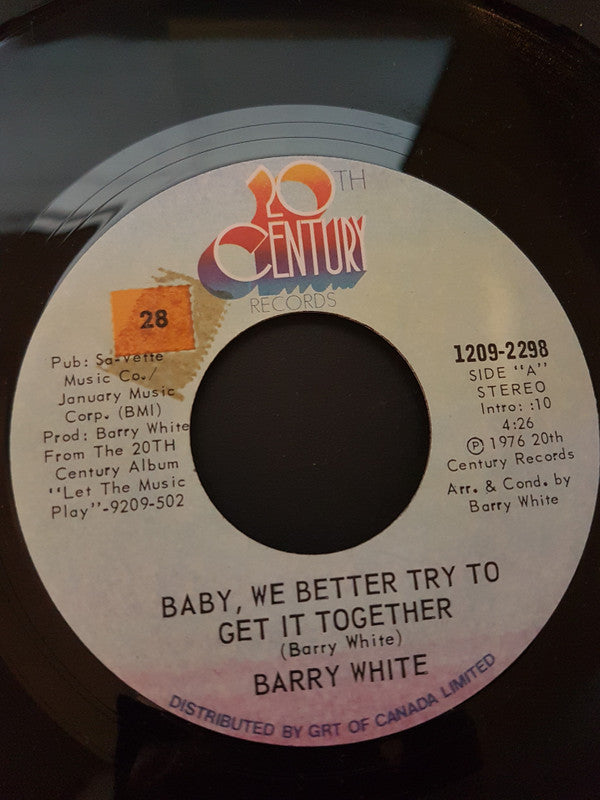 20TH
CENTURY
RECORDS
28
Pub: Sa-Vette
Music Co./
January Music
Corp. (BMI)
Prod: Barry White
From The 20TH
Century Album
"Let The Music
Play"-9209-502
1209-2298
SIDE "A"
STEREO
Intro: :10
4:26
Ⓟ 1976 20th
Century Records
Arr. & Cond. by
Barry White
BABY, WE BETTER TRY TO
GET IT TOGETHER
(Barry White)
BARRY WHITE
DISTRIBUTED BY GRT OF CANADA LIMITED